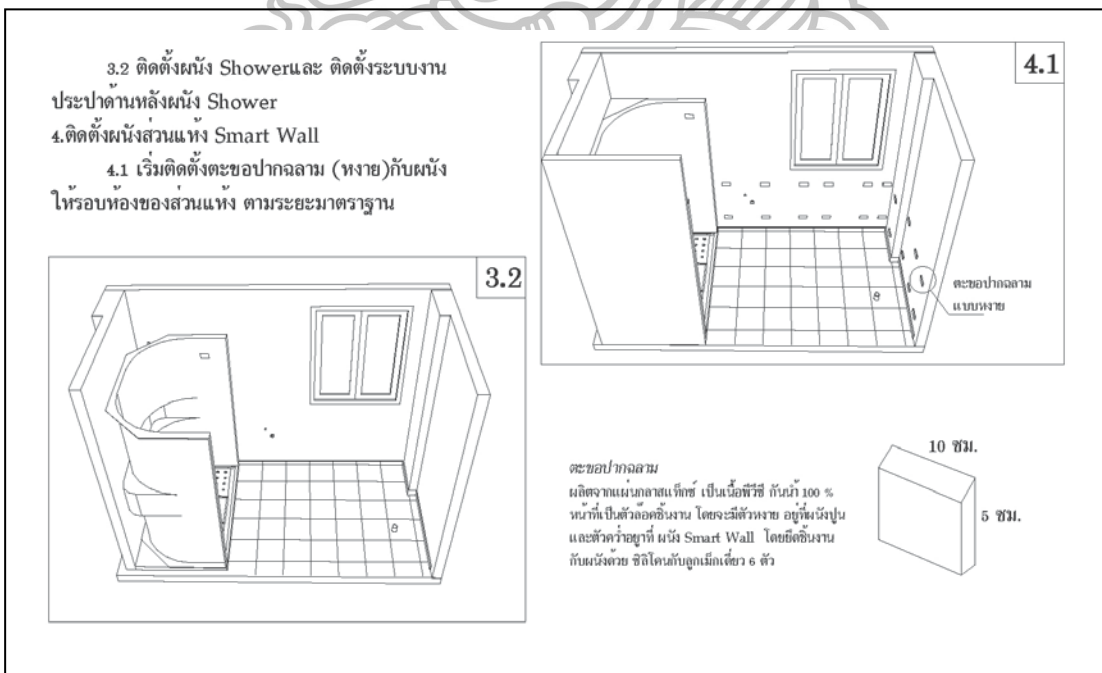 3.2 ติดตั้งผนัง Showerและ ติดตั้งระบบงาน
ประปาด้านหลังผนัง Shower
4.ติดตั้งผนังส่วนแห้ง Smart Wall
4.1 เริ่มติดตั้งตะขอปากฉลาม (หงาย)กับผนัง
ให้รอบห้องของส่วนแห้ง ตามระยะมาตราฐาน
3.2
4.1
ตะขอปากฉลาม
แบบหงาย
ตะขอปากฉลาม
ผลิตจากแผ่นกลาสแท็กซ์ เป็นเนื้อพีวีซี กันน้ำ 100 %
หน้าที่เป็นตัวล๊อคชิ้นงาน โดยจะมีตัวหงาย อยู่ที่ผนังปูน
และตัวคว่ำอยู่ที่ ผนัง Smart Wall โดยยึดชิ้นงาน
กับผนังด้วย ซิลิโคนกับลูกเม็กเดี่ยว 6 ตัว
10 ซม.
5 ซม.